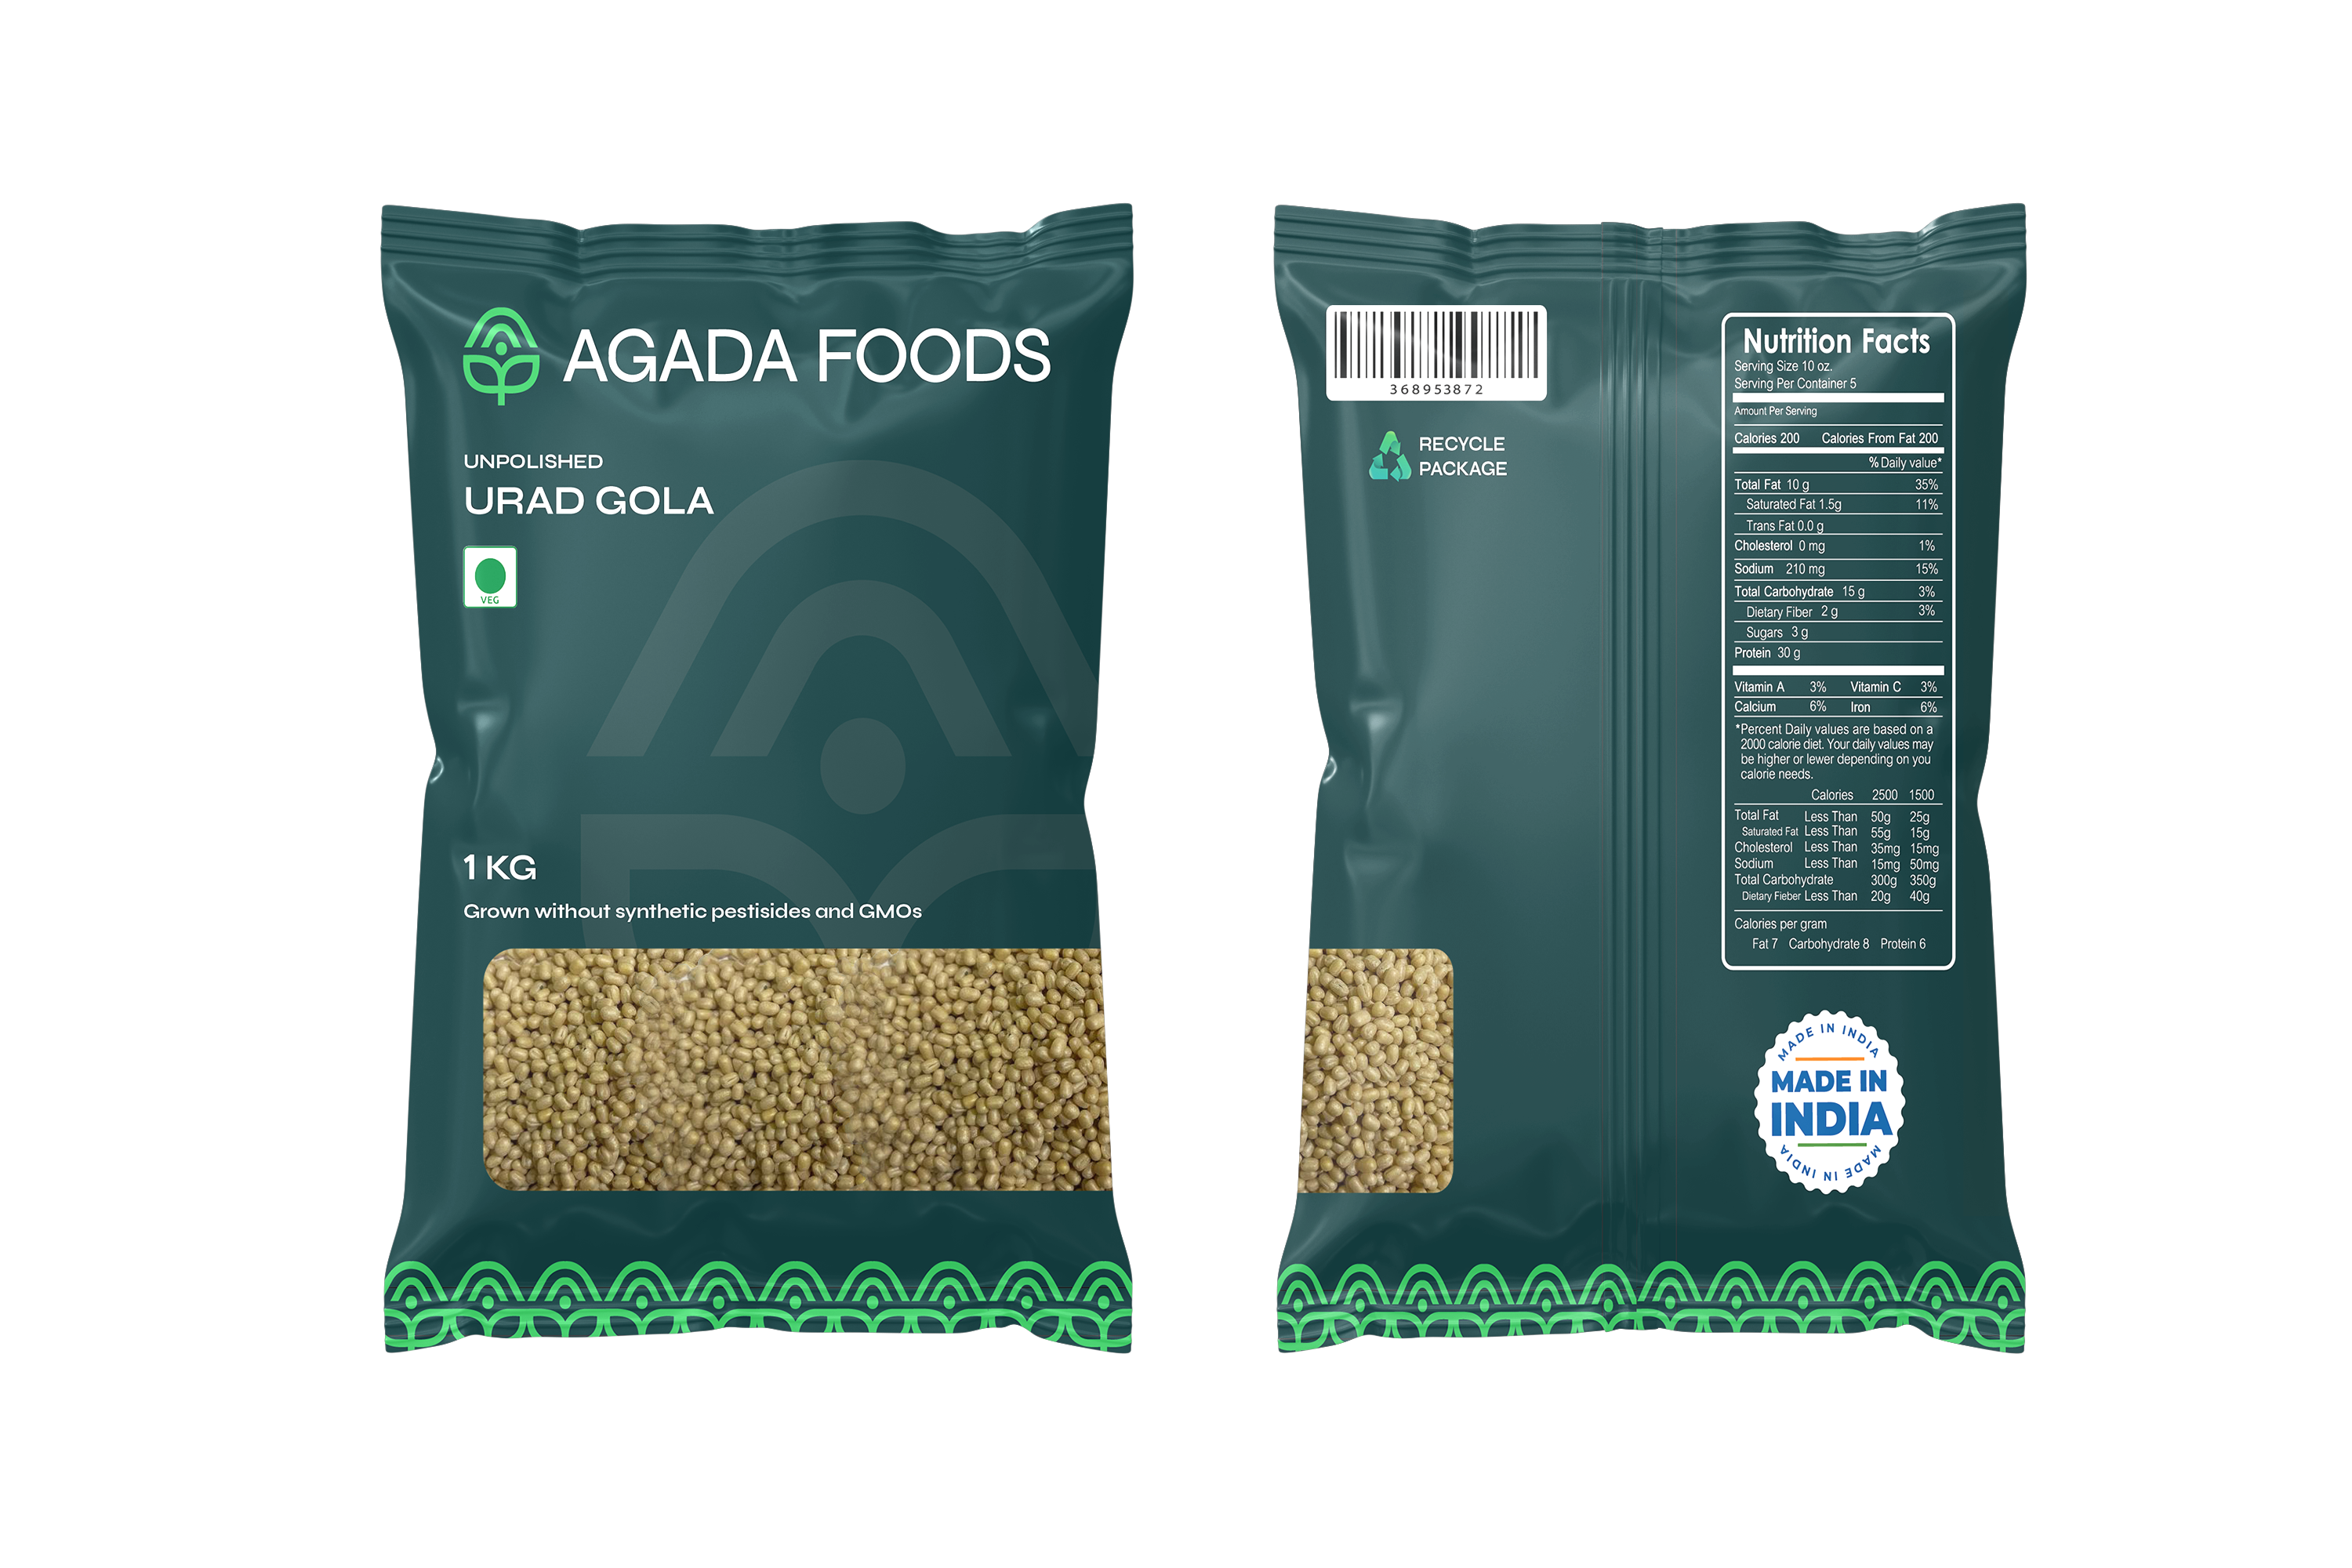 AGADA FOODS
UNPOLISHED
URAD GOLA
VEG
1 KG
Grown without synthetic pestisides and GMOs
368953872
RECYCLE
PACKAGE
Nutrition Facts
Serving Size 10 oz.
Serving Per Container 5
Amount Per Serving
Calories 200 Calories From Fat 200
% Daily value*
Total Fat 10 g 35%
Saturated Fat 1.5g 11%
Trans Fat 0.0 g
Cholesterol 0 mg 1%
Sodium 210 mg 15%
Total Carbohydrate 15 g 3%
Dietary Fiber 2 g 3%
Sugars 3 g
Protein 30 g
Vitamin A 3% Vitamin C 3%
Calcium 6% Iron 6%
*Percent Daily values are based on a
2000 calorie diet. Your daily values may
be higher or lewer depending on you
calorie needs.
Calories 2500 1500
Total Fat Less Than 50g 25g
Saturated Fat Less Than 55g 15g
Cholesterol Less Than 35mg 15mg
Sodium Less Than 15mg 50mg
Total Carbohydrate 300g 350g
Dietary Fieber Less Than 20g 40g
Calories per gram
Fat 7 Carbohydrate 8 Protein 6
MADE IN INDIA
MADE IN
INDIA
MADE IN INDIA